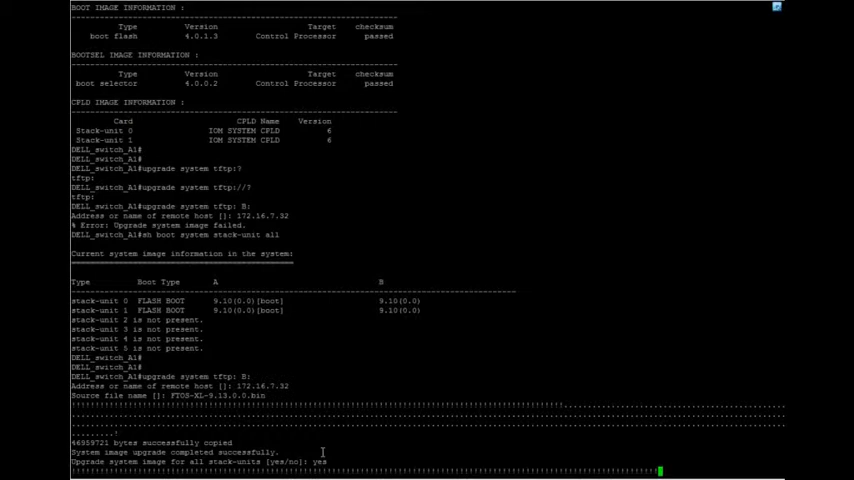 BOOT IMAGE INFORMATION :
-----------------------------------------------------------------------
Type Version Target checksum
boot flash 4.0.1.3 Control Processor passed
BOOTSEL IMAGE INFORMATION :
-----------------------------------------------------------------------
Type Version Target checksum
boot selector 4.0.0.2 Control Processor passed
CPLD IMAGE INFORMATION :
-----------------------------------------------------------------------
Card CPLD Name Version
Stack-unit 0 IOM SYSTEM CPLD 6
Stack-unit 1 IOM SYSTEM CPLD 6
DELL_switch_A1#
DELL_switch_A1#
DELL_switch_A1#upgrade system tftp:?
tftp:
DELL_switch_A1#upgrade system tftp://?
tftp:
DELL_switch_A1#upgrade system tftp: B:
Address or name of remote host []: 172.16.7.32
% Error: Upgrade system image failed.
DELL_switch_A1#sh boot system stack-unit all
Current system image information in the system:
===============================================
Type Boot Type A B
-----------------------------------------------------------------------
stack-unit 0 FLASH BOOT 9.10(0.0)[boot] 9.10(0.0)
stack-unit 1 FLASH BOOT 9.10(0.0)[boot] 9.10(0.0)
stack-unit 2 is not present.
stack-unit 3 is not present.
stack-unit 4 is not present.
stack-unit 5 is not present.
DELL_switch_A1#
DELL_switch_A1#
DELL_switch_A1#upgrade system tftp: B:
Address or name of remote host []: 172.16.7.32
Source file name []: FTOS-XL-9.13.0.0.bin
46959721 bytes successfully copied
System image upgrade completed successfully.
Upgrade system image for all stack-units [yes/no]: yes